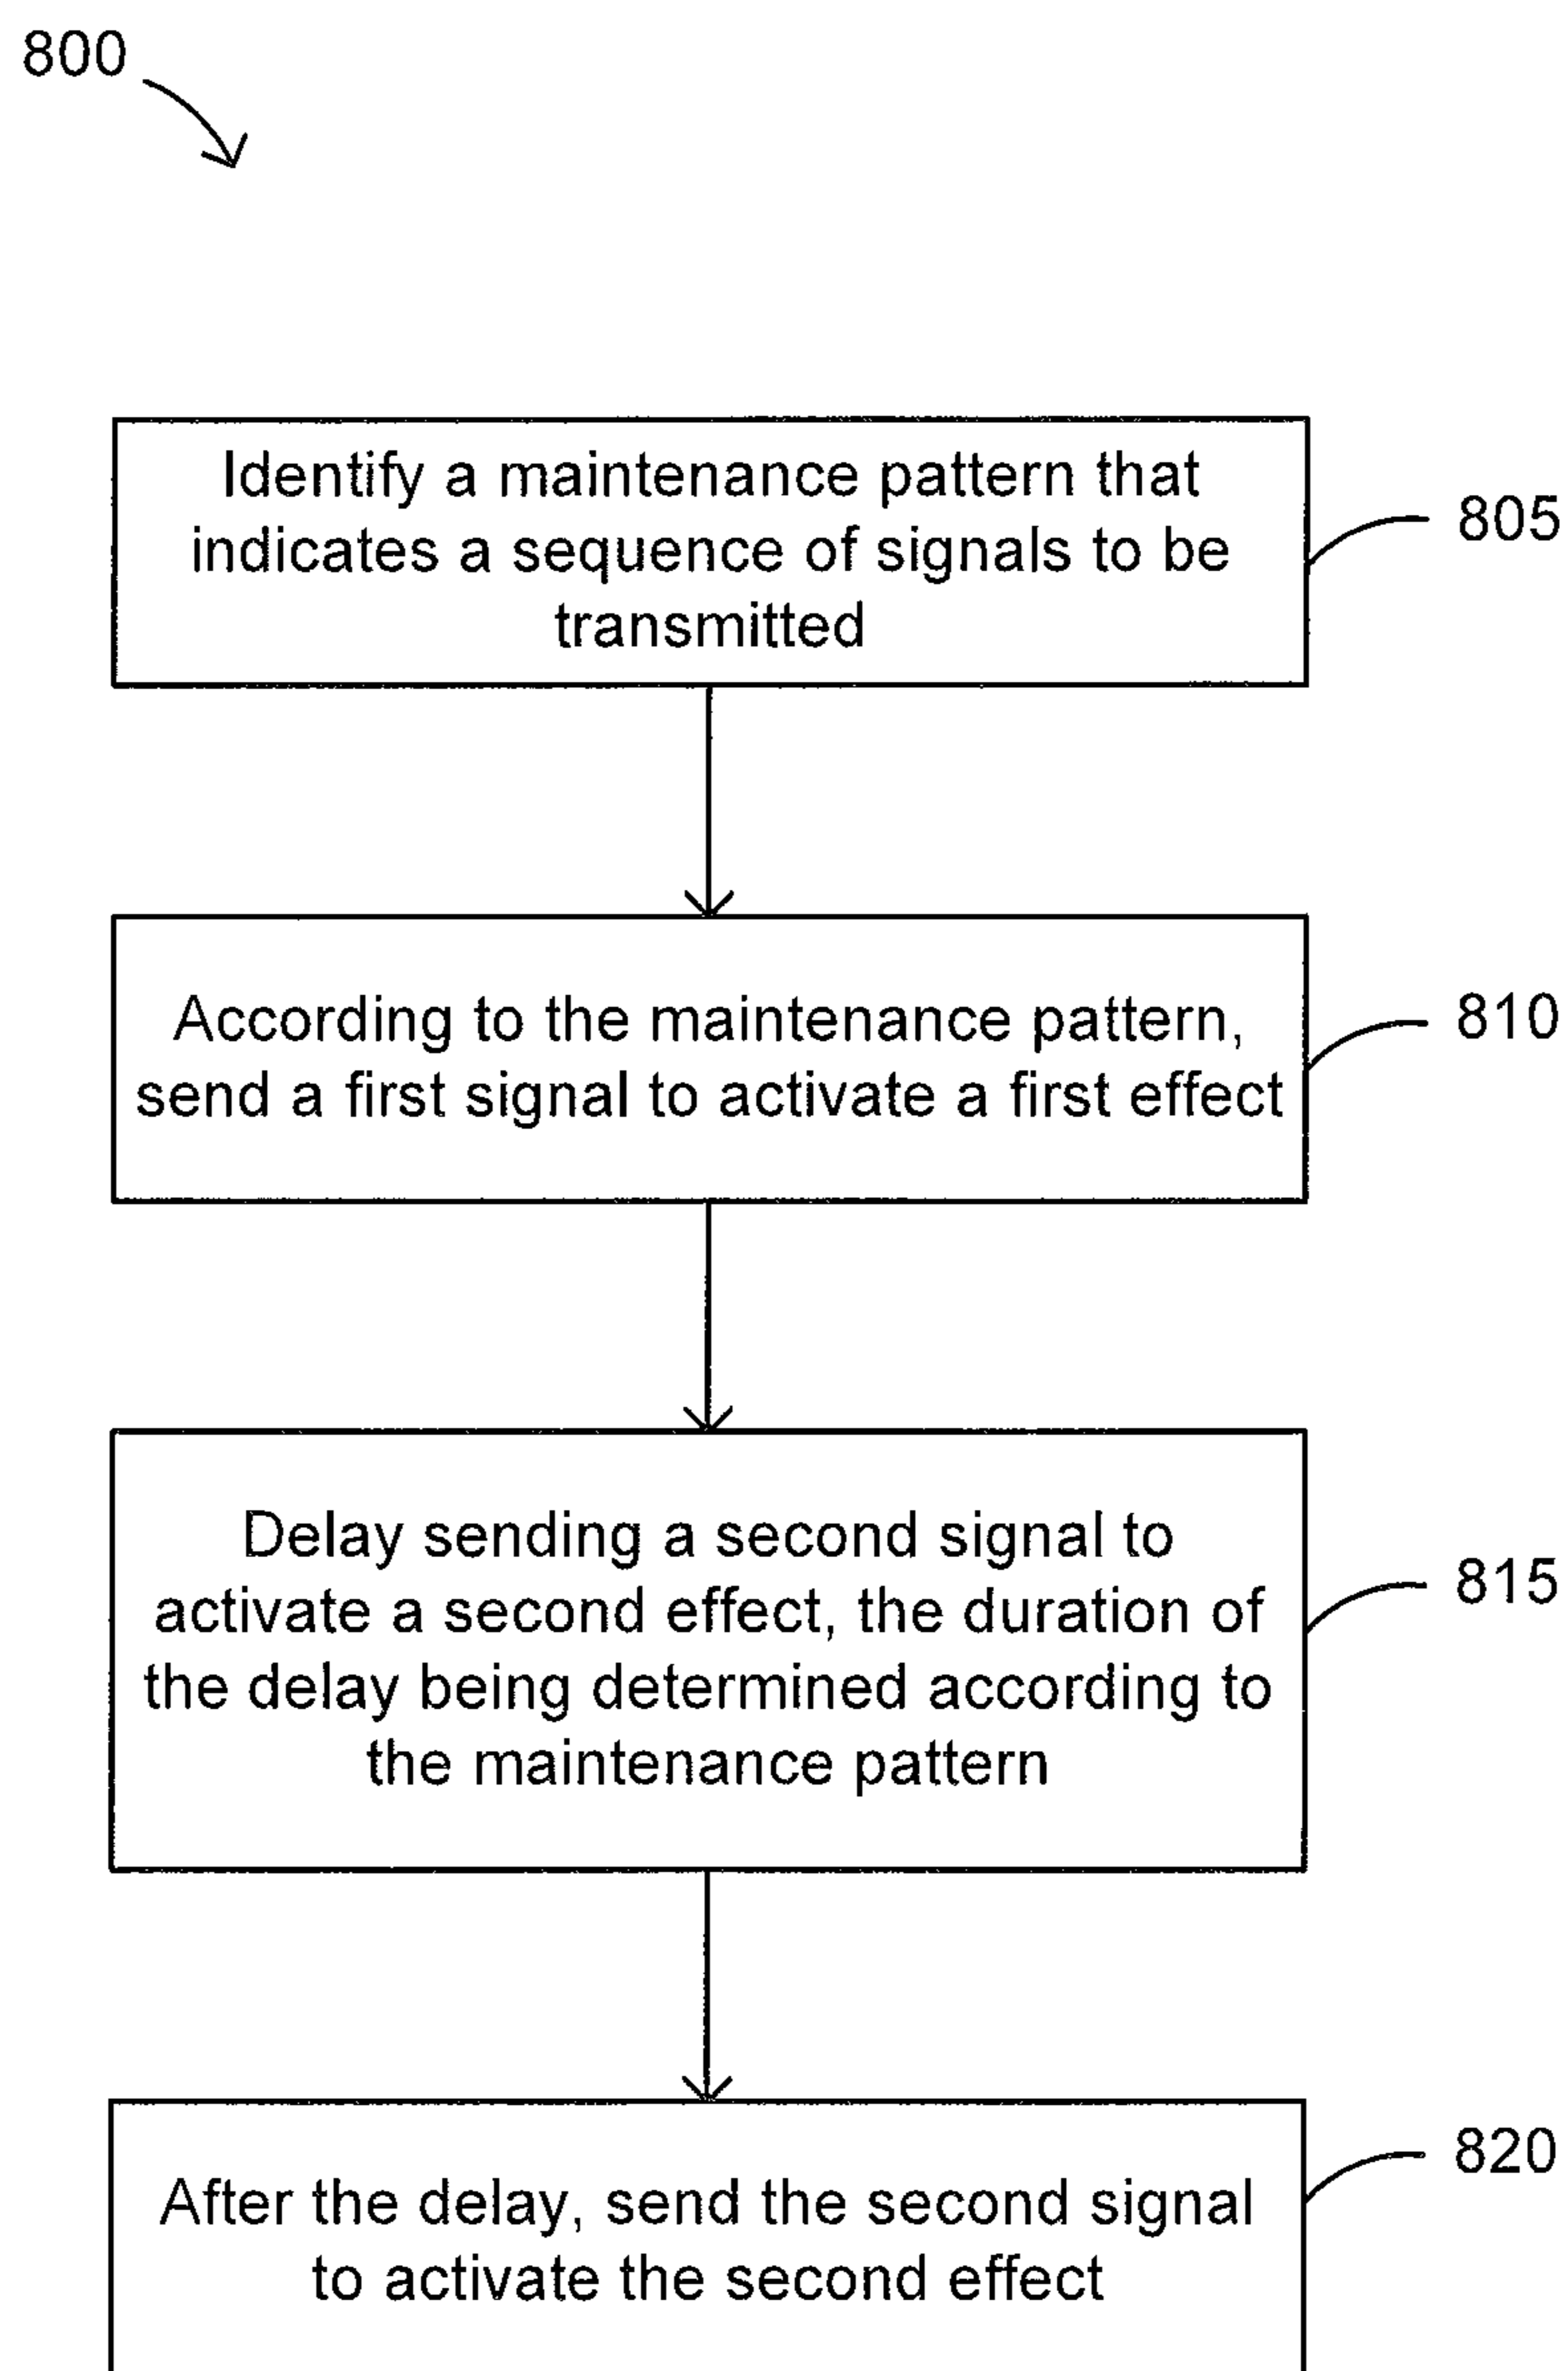 800
Identify a maintenance pattern that
indicates a sequence of signals to be
transmitted
805
According to the maintenance pattern,
send a first signal to activate a first effect
810
Delay sending a second signal to
activate a second effect, the duration of
the delay being determined according to
the maintenance pattern
815
After the delay, send the second signal
to activate the second effect
820